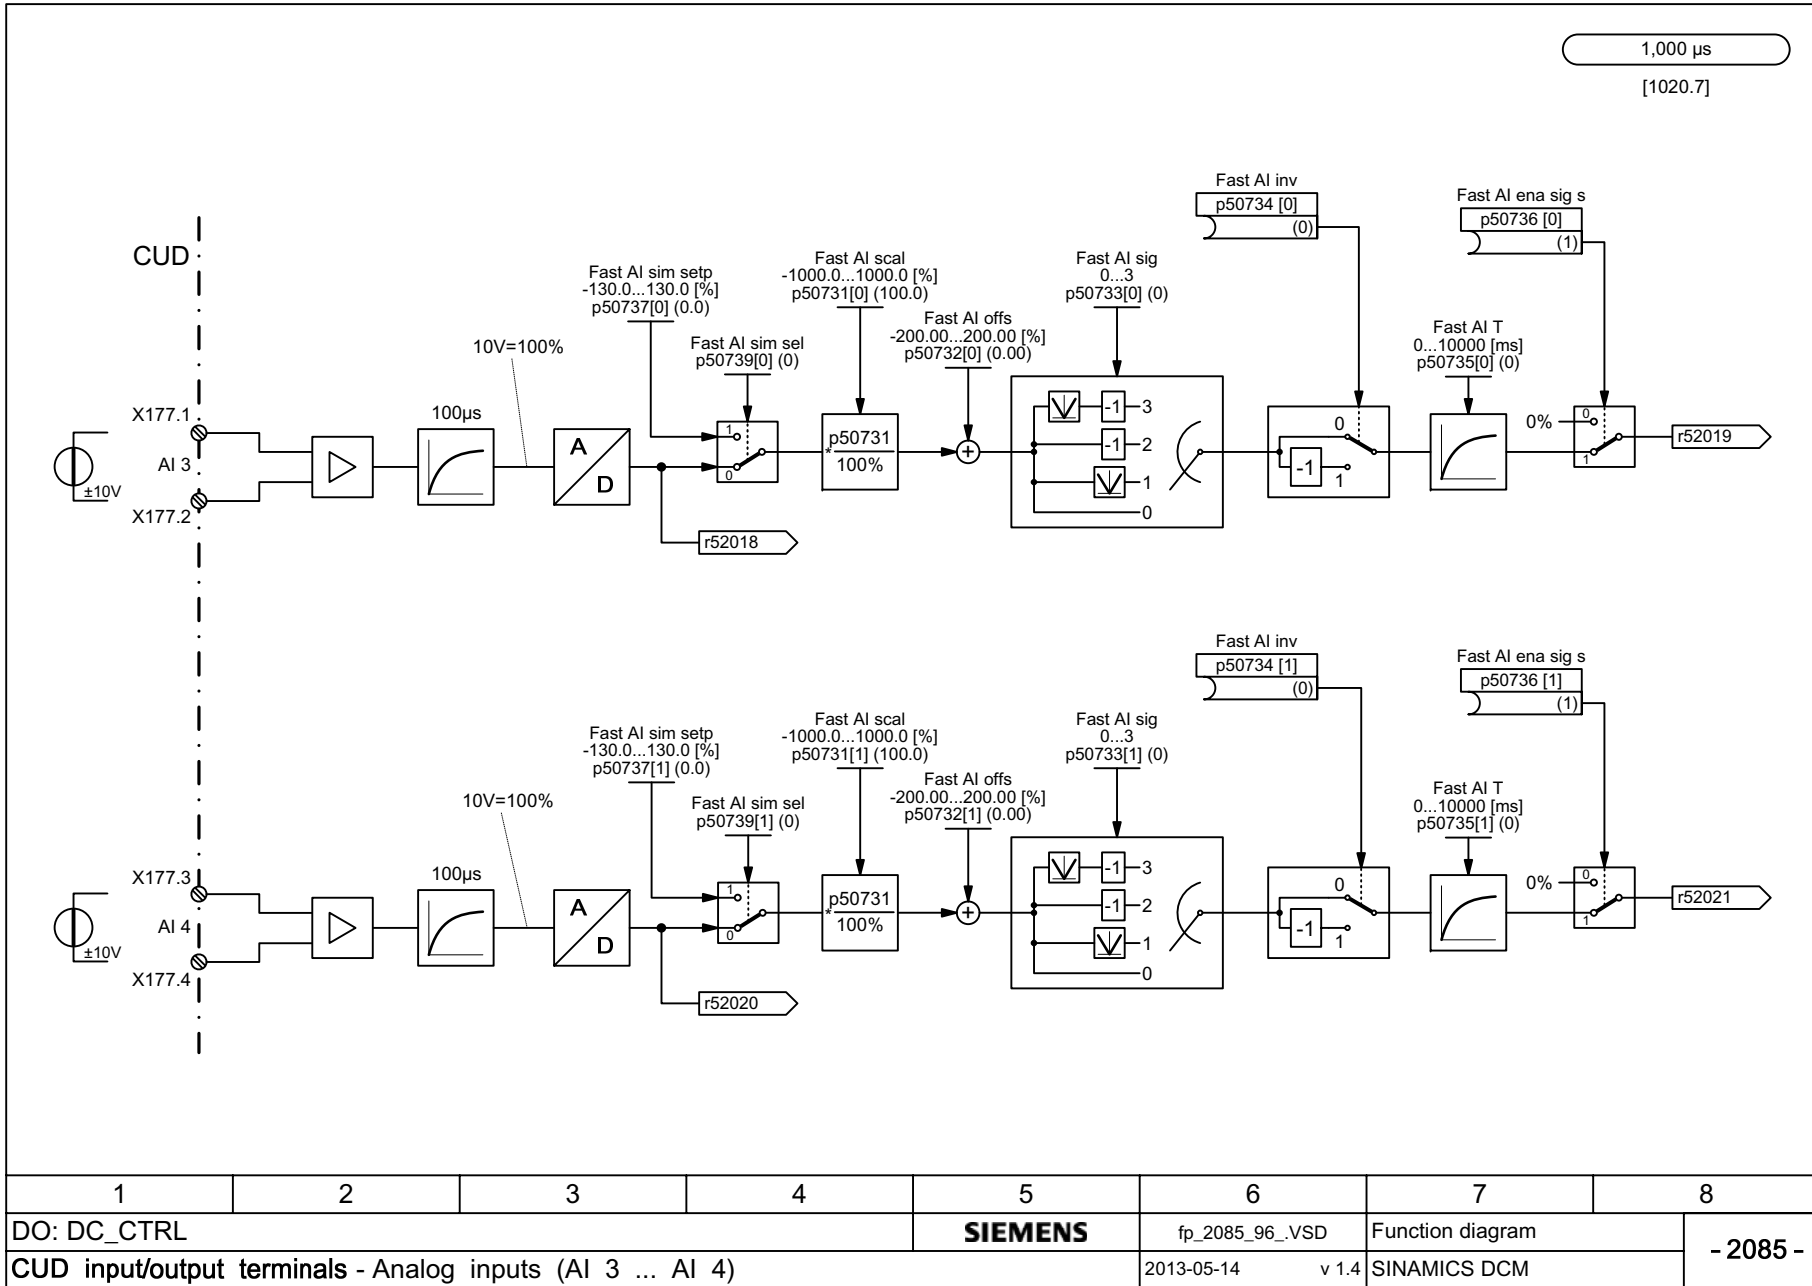 1,000 µs
[1020.7]
CUD
Fast AI sim setp
-130.0...130.0 [%]
p50737[0] (0.0)
Fast AI sim sel
p50739[0] (0)
Fast AI scal
-1000.0...1000.0 [%]
p50731[0] (100.0)
Fast AI offs
-200.00...200.00 [%]
p50732[0] (0.00)
Fast AI sig
0...3
p50733[0] (0)
Fast AI inv
p50734 [0]
(0)
Fast AI T
0...10000 [ms]
p50735[0] (0)
Fast AI ena sig s
p50736 [0]
(1)
10V=100%
X177.1
AI 3
±10V
X177.2
100µs
A
D
1
0
p50731
*
100%
+
-1 3
-1 2
1
0
0
-1
1
0% 0
1
r52019
r52018
Fast AI sim setp
-130.0...130.0 [%]
p50737[1] (0.0)
Fast AI sim sel
p50739[1] (0)
Fast AI scal
-1000.0...1000.0 [%]
p50731[1] (100.0)
Fast AI offs
-200.00...200.00 [%]
p50732[1] (0.00)
Fast AI sig
0...3
p50733[1] (0)
Fast AI inv
p50734 [1]
(0)
Fast AI T
0...10000 [ms]
p50735[1] (0)
Fast AI ena sig s
p50736 [1]
(1)
10V=100%
X177.3
AI 4
±10V
X177.4
100µs
A
D
1
0
p50731
*
100%
+
-1 3
-1 2
1
0
0
-1
1
0% 0
1
r52021
r52020
1 2 3 4 5 6 7 8
DO: DC_CTRL SIEMENS fp_2085_96_.VSD Function diagram
- 2085 -
CUD input/output terminals - Analog inputs (AI 3 ... AI 4) 2013-05-14 v 1.4 SINAMICS DCM